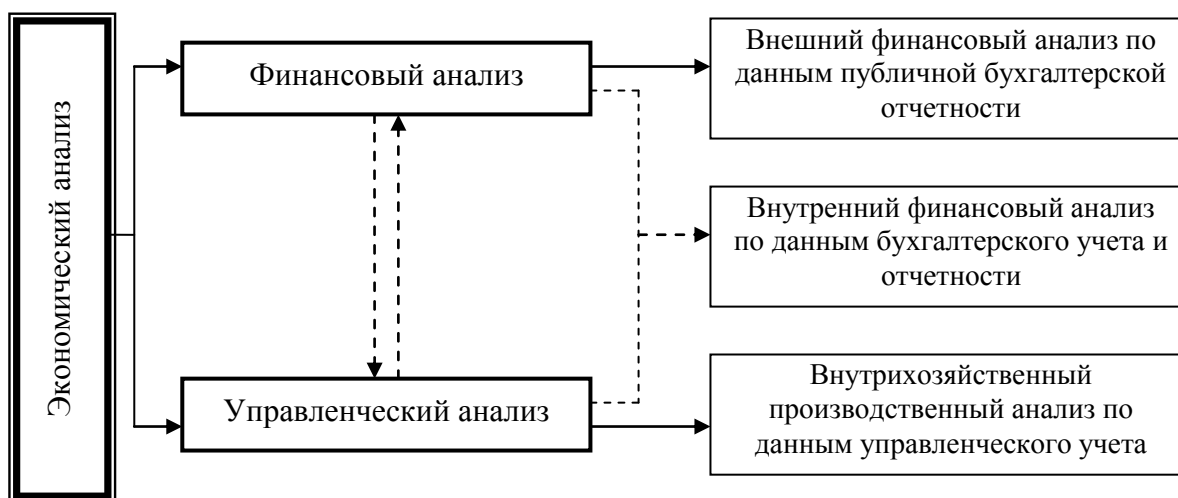 Экономический анализ
Финансовый анализ
Управленческий анализ
Внешний финансовый анализ по
данным публичной бухгалтерской
отчетности
Внутренний финансовый анализ
по данным бухгалтерского учета и
отчетности
Внутрихозяйственный
производственный анализ по
данным управленческого учета